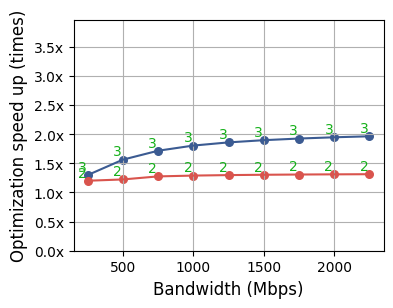 Optimization speed up (times)
3.5x
3.0x
2.5x
2.0x
1.5x
1.0x
0.5x
0.0x
3 3 3 3 3 3 3 3 3
2 2 2 2 2 2 2 2 2
500 1000 1500 2000
Bandwidth (Mbps)